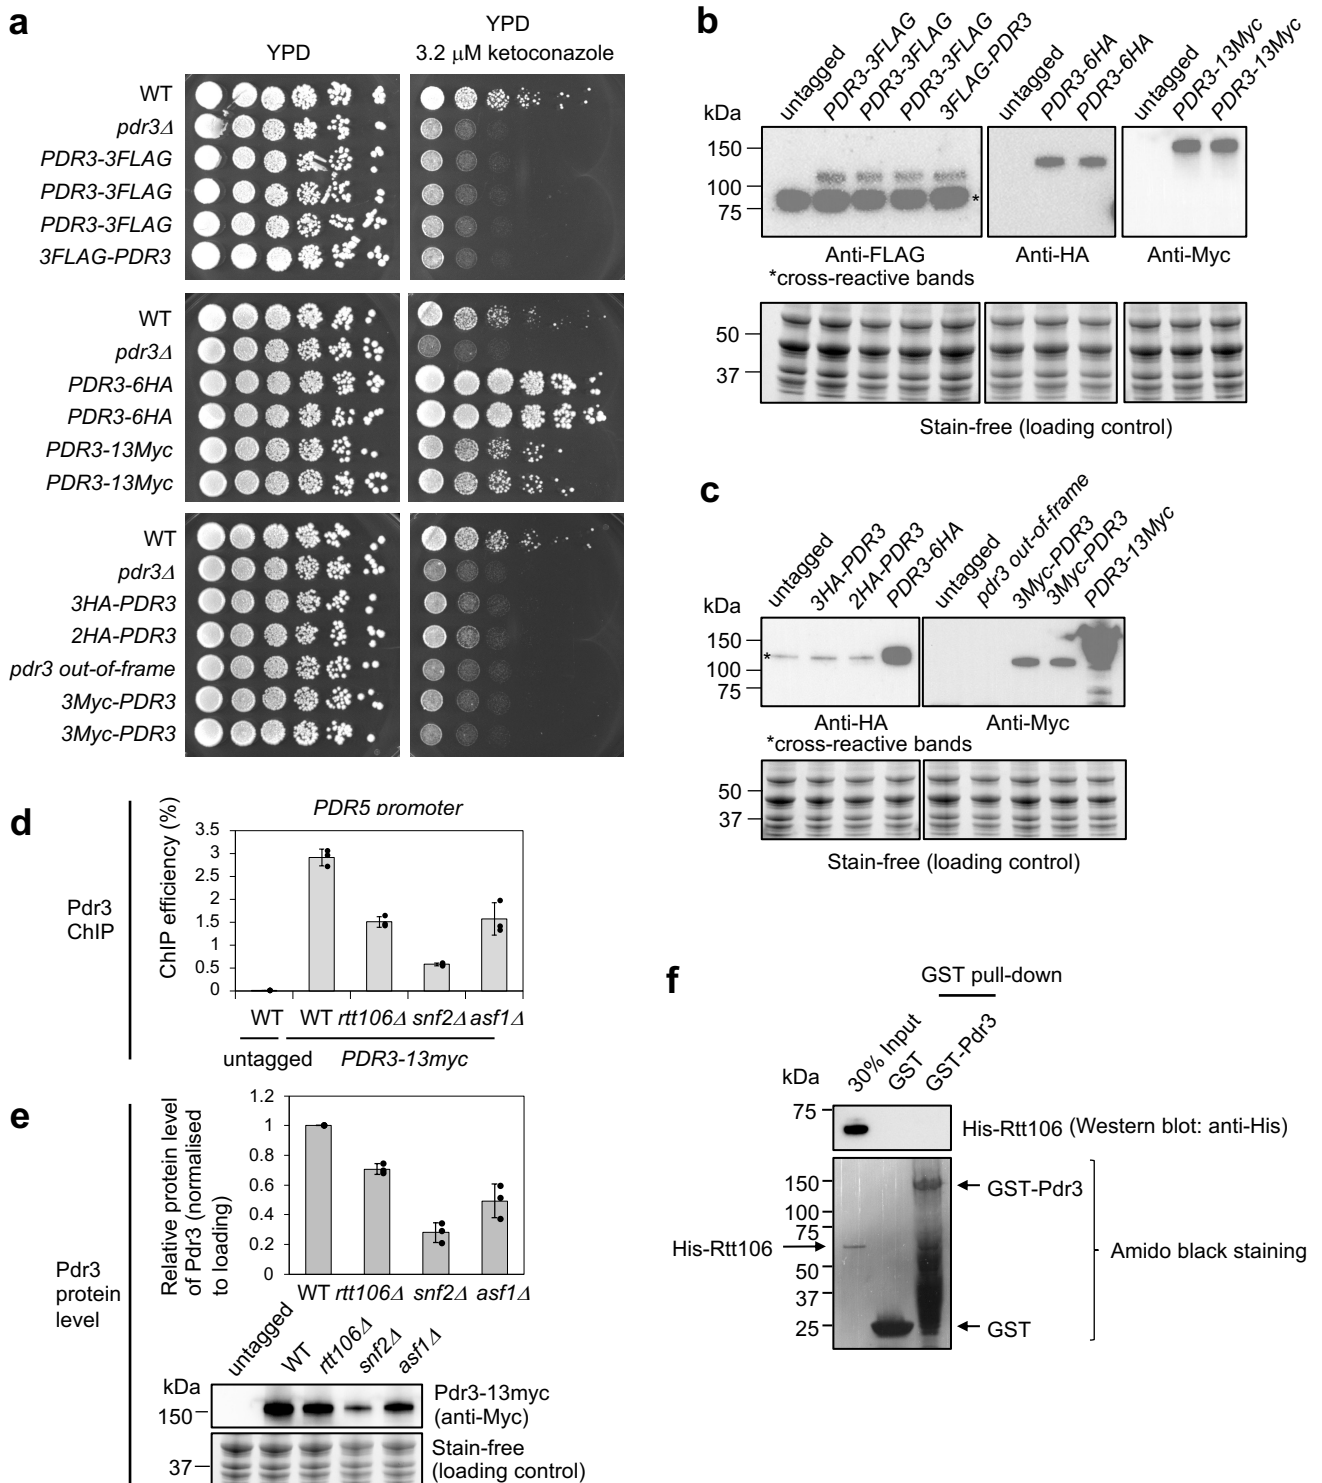 a
YPD
YPD
3.2 μM ketoconazole
WT
pdr3Δ
PDR3-3FLAG
PDR3-3FLAG
PDR3-3FLAG
3FLAG-PDR3
WT
pdr3Δ
PDR3-6HA
PDR3-6HA
PDR3-13Myc
PDR3-13Myc
WT
pdr3Δ
3HA-PDR3
2HA-PDR3
pdr3 out-of-frame
3Myc-PDR3
3Myc-PDR3
b
untagged
PDR3-3FLAG
PDR3-3FLAG
PDR3-3FLAG
3FLAG-PDR3
untagged
PDR3-6HA
PDR3-6HA
untagged
PDR3-13Myc
PDR3-13Myc
kDa
150
100
75
*
Anti-FLAG
Anti-HA
Anti-Myc
*cross-reactive bands
50
37
Stain-free (loading control)
c
untagged
3HA-PDR3
2HA-PDR3
PDR3-6HA
untagged
pdr3 out-of-frame
3Myc-PDR3
3Myc-PDR3
PDR3-13Myc
kDa
150
*
100
75
Anti-HA
Anti-Myc
*cross-reactive bands
50
37
Stain-free (loading control)
d
Pdr3
ChIP
PDR5 promoter
ChIP efficiency (%)
3.5
3
2.5
2
1.5
1
0.5
0
WT
WT
rtt106Δ
snf2Δ
asf1Δ
untagged
PDR3-13myc
e
Pdr3
protein
level
Relative protein level
of Pdr3 (normalised
to loading)
1.2
1
0.8
0.6
0.4
0.2
0
WT
rtt106Δ
snf2Δ
asf1Δ
untagged
WT
rtt106Δ
snf2Δ
asf1Δ
kDa
150
Pdr3-13myc
(anti-Myc)
37
Stain-free
(loading control)
f
GST pull-down
30% Input
GST
GST-Pdr3
kDa
75
His-Rtt106 (Western blot: anti-His)
150
100
75
50
37
25
GST-Pdr3
His-Rtt106
GST
Amido black staining